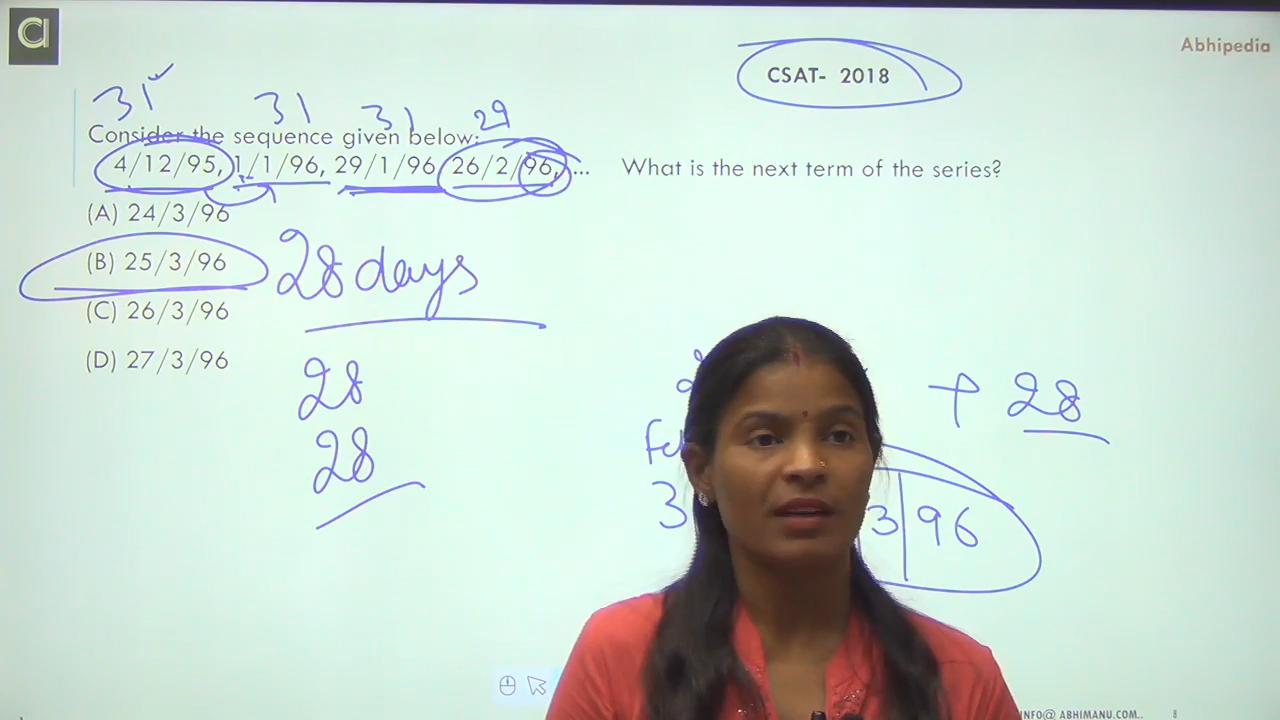 Abhipedia
CSAT- 2018
31 31 31 29
Consider the sequence given below:
4/12/95, 1/1/96, 29/1/96 26/2/96, ... What is the next term of the series?
(A) 24/3/96
(B) 25/3/96
28 days
(C) 26/3/96
(D) 27/3/96
28
28
+ 28
3
3 96
INFO@ ABHIMANU.COM..
8